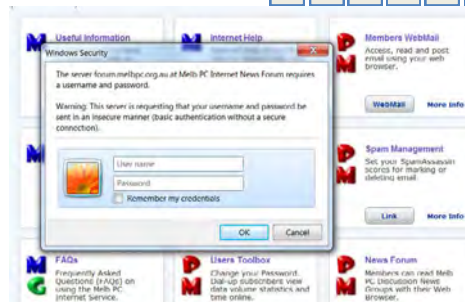 Useful Information
Internet Help
Members WebMail
Access, read and post
email using your web
browser.
WebMail
More Info
Windows Security
The server forum.melbpc.org.au at Melb PC Internet News Forum requires
a username and password.
Warning: This server is requesting that your username and password be
sent in an insecure manner (basic authentication without a secure
connection).
User name
Password
Remember my credentials
OK
Cancel
Spam Management
Set your SpamAssassin
scores for marking or
deleting email.
Link
More Info
FAQs
Frequently Asked
Questions (FAQs) on
using the Melb PC
Internet Service.
Users Toolbox
Change your Password.
Dial-up subscribers view
data volume statistics and
time online.
News Forum
Members can read Melb
PC Discussion News
Groups with their Web
Browser.
M
M
P
M
M
P
M
M
G
P
M
P
M